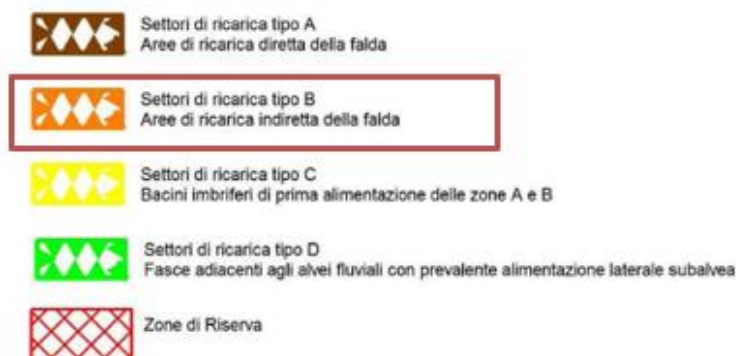 Settori di ricarica tipo A
Aree di ricarica diretta della falda
Settori di ricarica tipo B
Aree di ricarica indiretta della falda
Settori di ricarica tipo C
Bacini imbriferi di prima alimentazione delle zone A e B
Settori di ricarica tipo D
Fasce adiacenti agli alvei fluviali con prevalente alimentazione laterale subalvea
Zone di Riserva